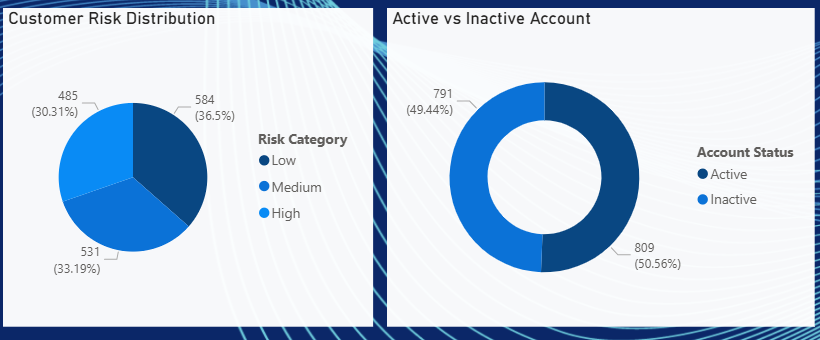 Customer Risk Distribution
485
(30.31%)
584
(36.5%)
531
(33.19%)
Risk Category
Low
Medium
High
Active vs Inactive Account
791
(49.44%)
809
(50.56%)
Account Status
Active
Inactive